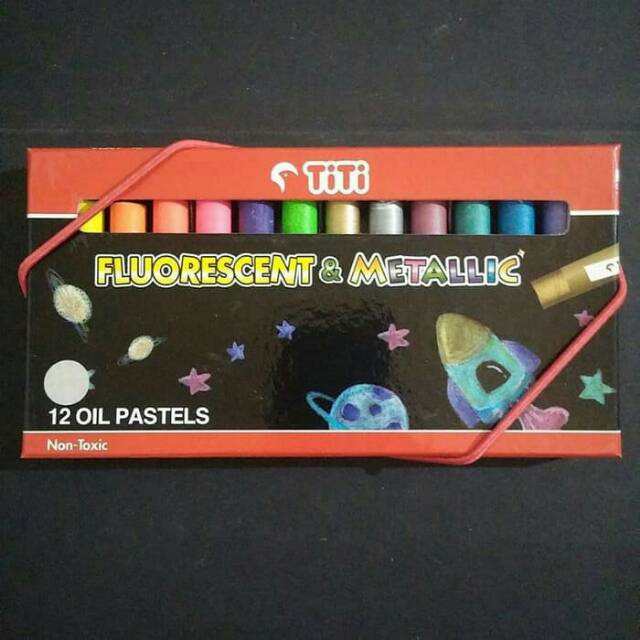 TiTi
FLUORESCENT & METALLIC
12 OIL PASTELS
Non-Toxic